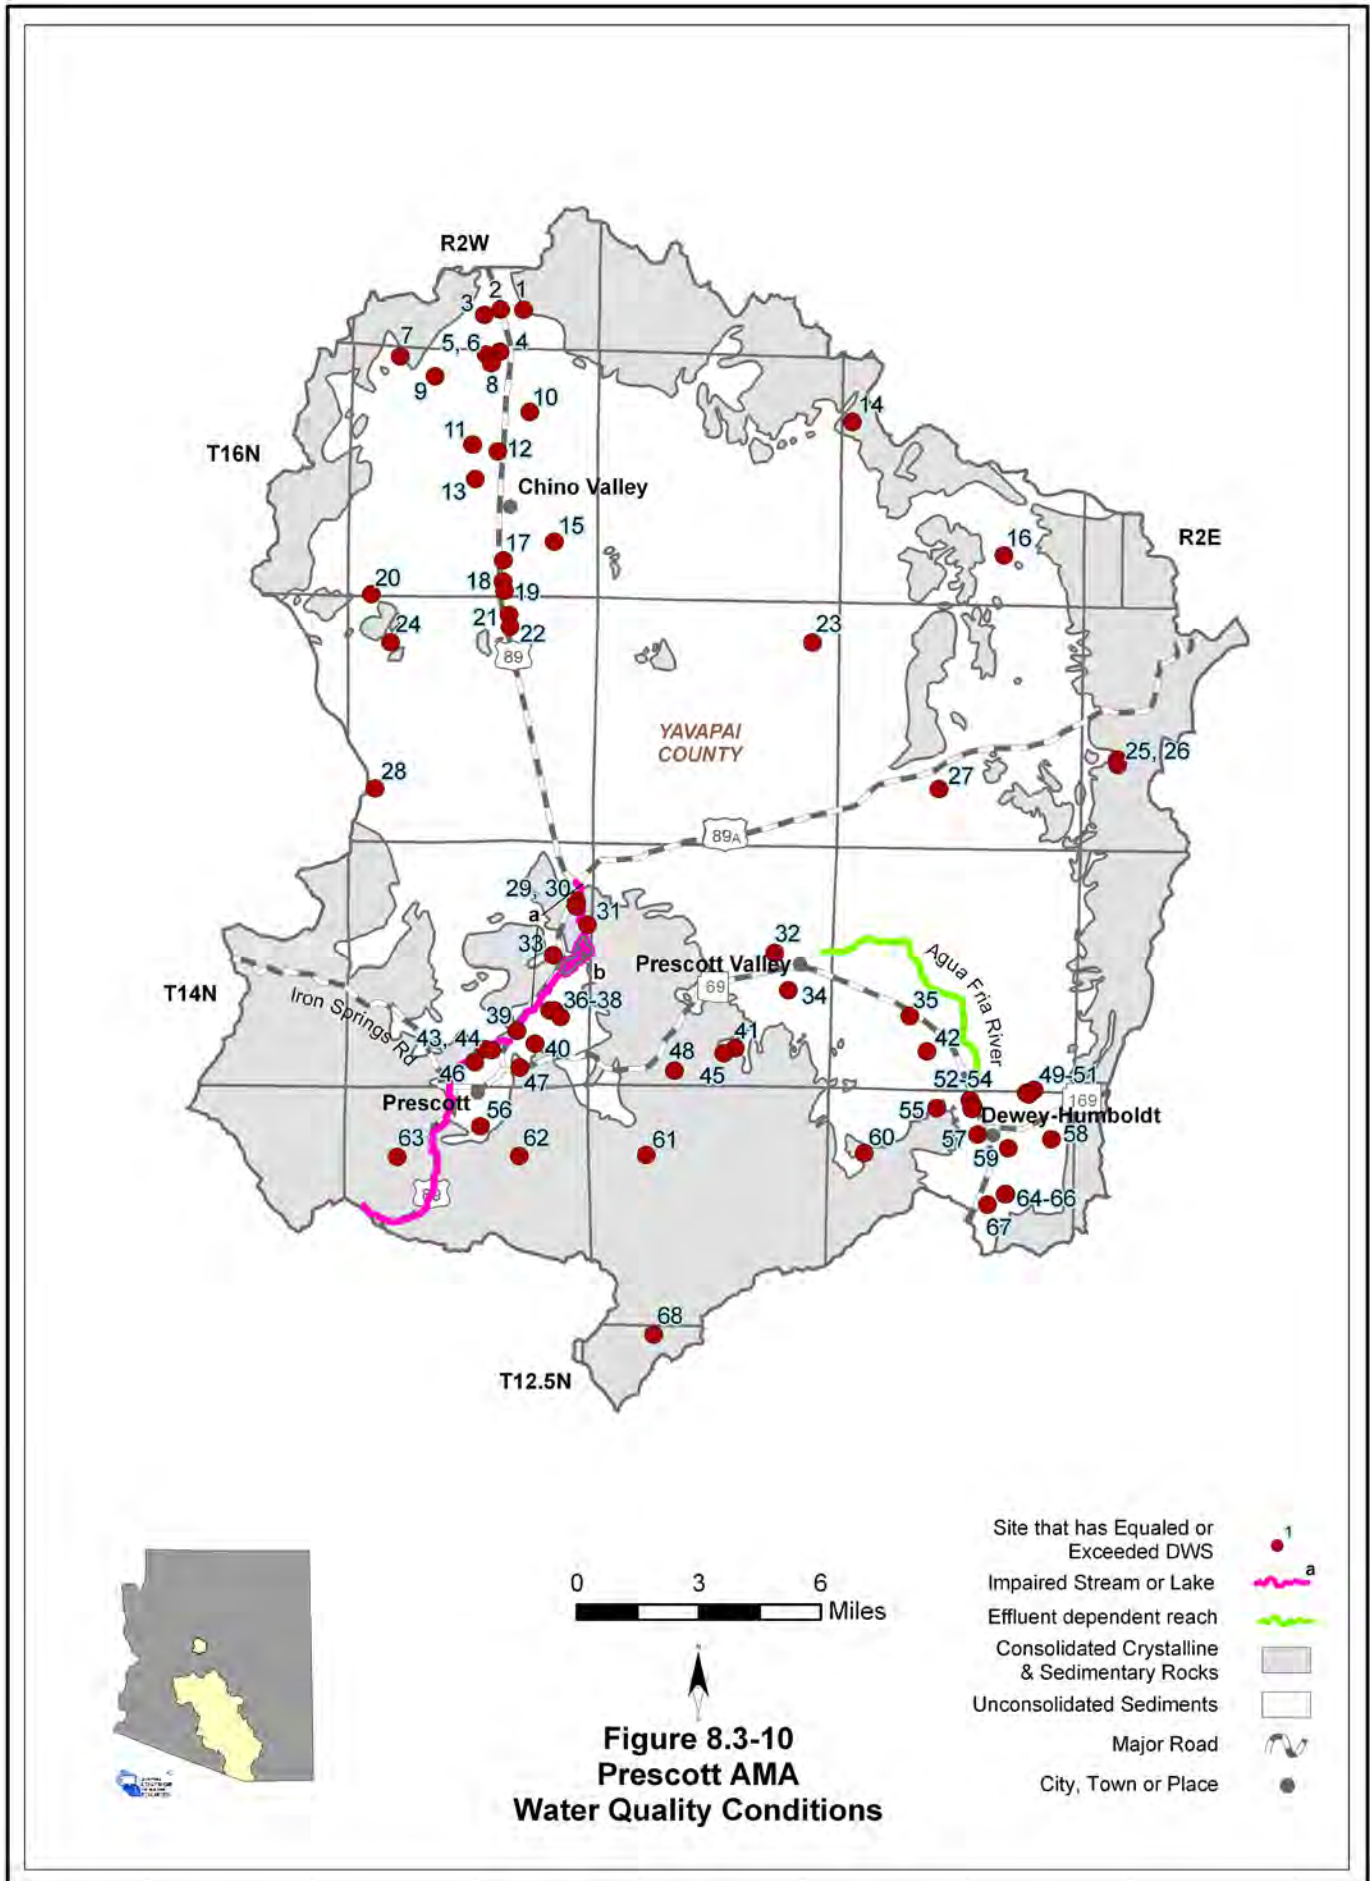 R2W
3
2
1
7
5, 6
4
9
8
10
14
T16N
11
12
13
Chino Valley
15
16
R2E
17
18
19
20
21
22
24
23
89
YAVAPAI
COUNTY
25, 26
28
27
89A
29, 30
a
31
33
b
32
Prescott Valley
69
34
Agua Fria River
T14N
Iron Springs Rd
36-38
35
39
43, 44
40
41
42
48
45
46
47
52-54
49-51
169
Prescott
55
Dewey-Humboldt
56
57
58
63
62
61
60
59
89
64-66
67
68
T12.5N
Site that has Equaled or
Exceeded DWS
1
Impaired Stream or Lake
a
Effluent dependent reach
Consolidated Crystalline
& Sedimentary Rocks
Unconsolidated Sediments
Major Road
City, Town or Place
0 3 6
Miles
N
Figure 8.3-10
Prescott AMA
Water Quality Conditions